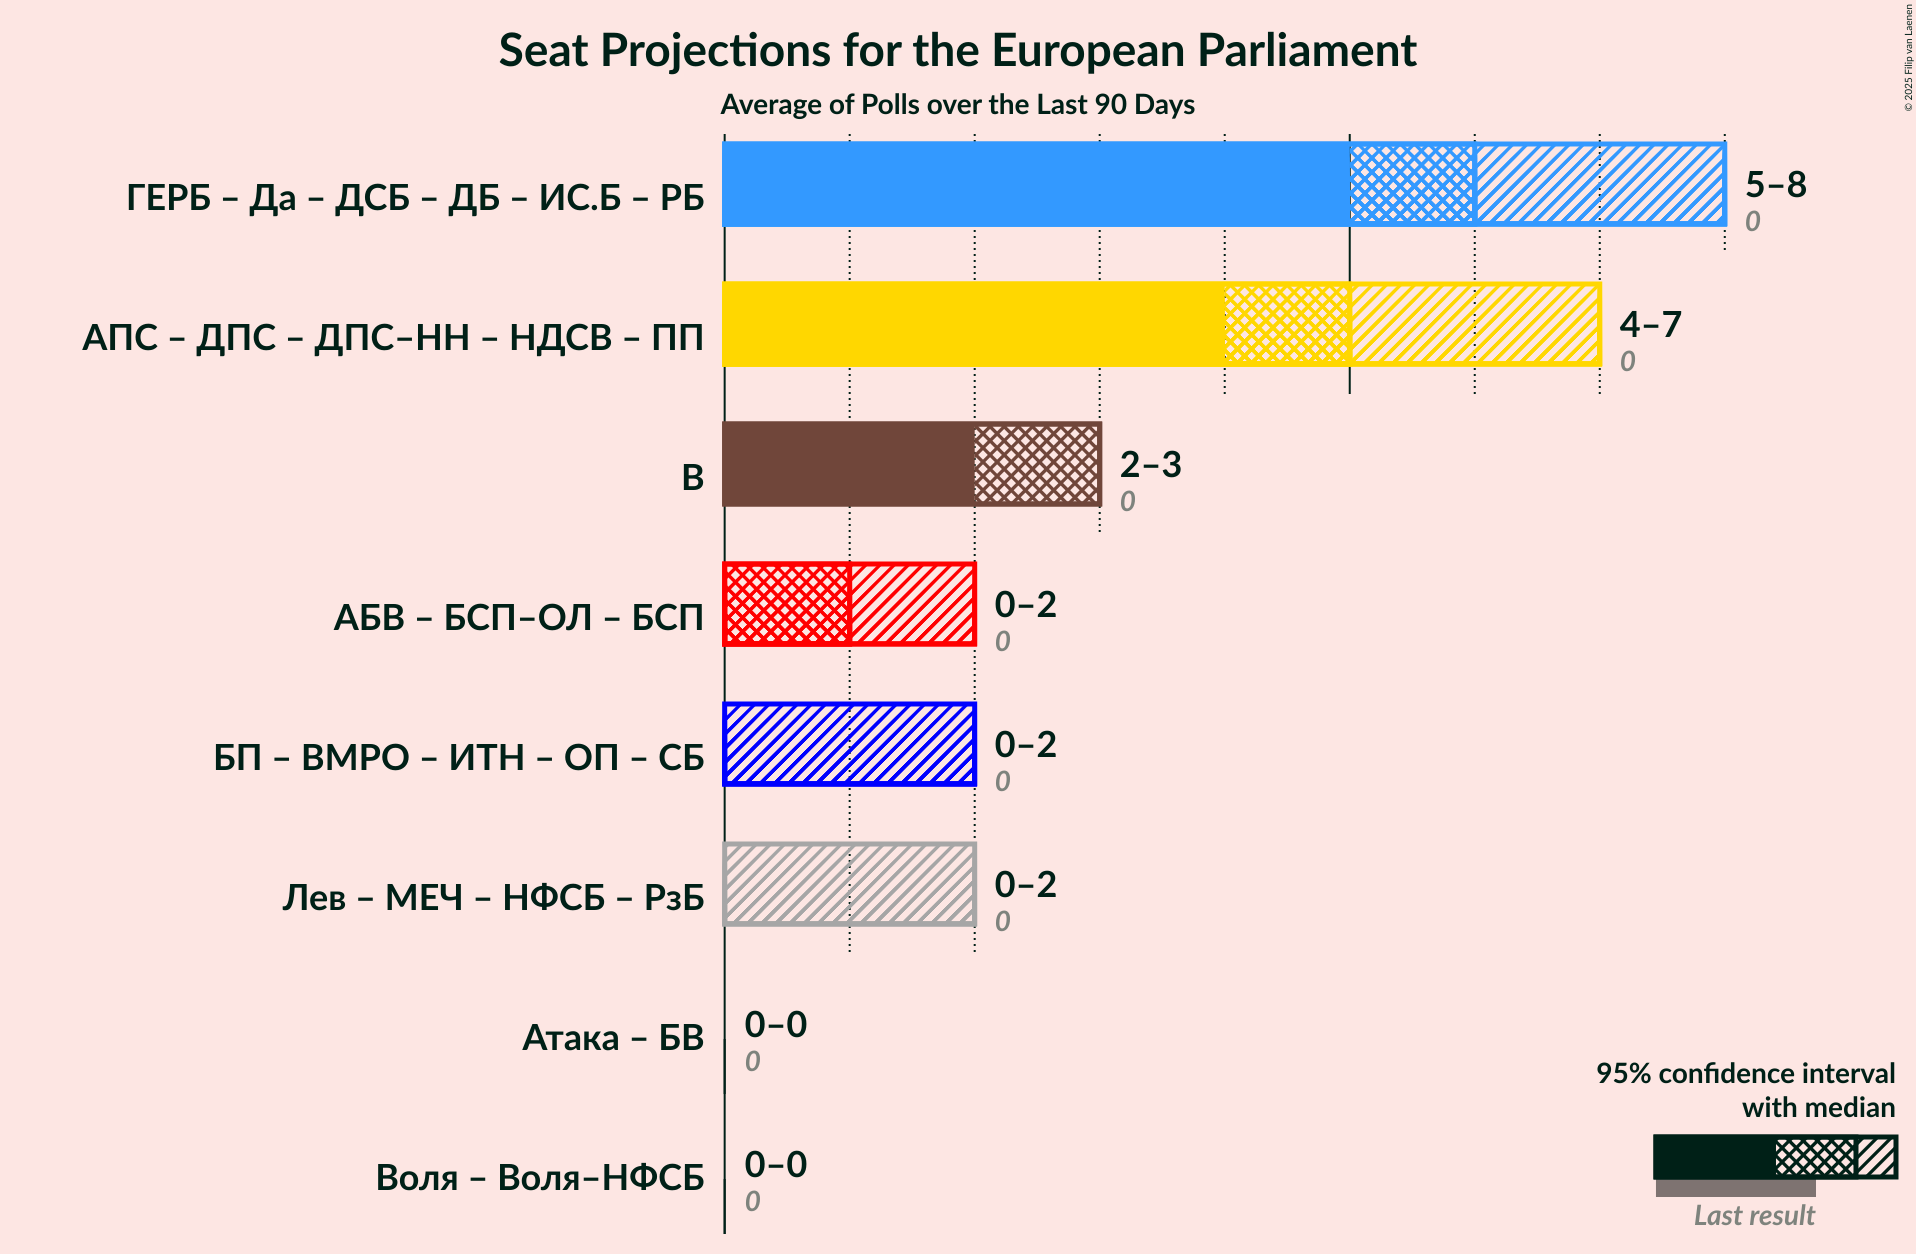 Seat Projections for the European Parliament
Average of Polls over the Last 90 Days
© 2025 Filip van Laenen
ГЕРБ – Да – ДСБ – ДБ – ИС.Б – РБ
5–8
0
АПС – ДПС – ДПС–НН – НДСВ – ПП
4–7
0
В
2–3
0
АБВ – БСП–ОЛ – БСП
0–2
0
БП – ВМРО – ИТН – ОП – СБ
0–2
0
Лев – МЕЧ – НФСБ – РзБ
0–2
0
Атака – БВ
0–0
0
Воля – Воля–НФСБ
0–0
0
95% confidence interval
with median
Last result